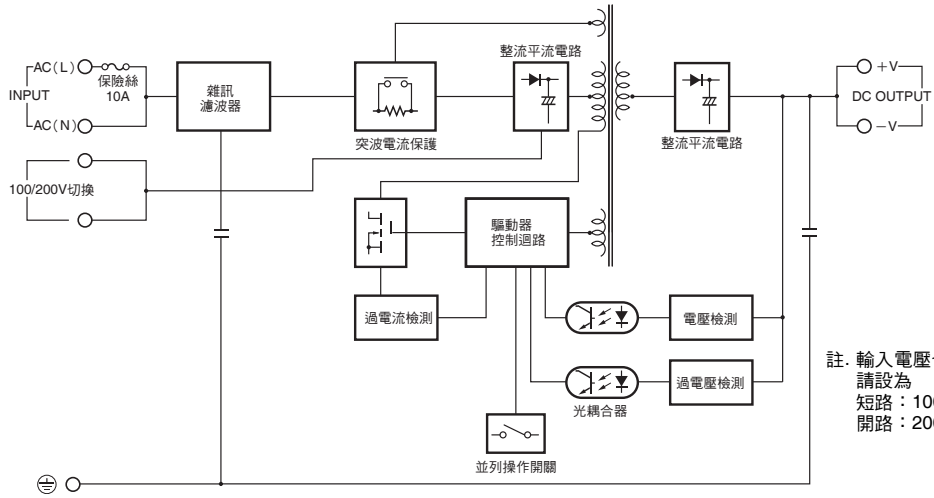 AC(L)
保險絲
10A
INPUT
AC(N)
雜訊
濾波器
突波電流保護
整流平流電路
整流平流電路
+V
DC OUTPUT
−V
100/200V切換
驅動器
控制迴路
過電流檢測
電壓檢測
過電壓檢測
光耦合器
並列操作開關
註. 輸入電壓
請設為
短路：10
開路：20